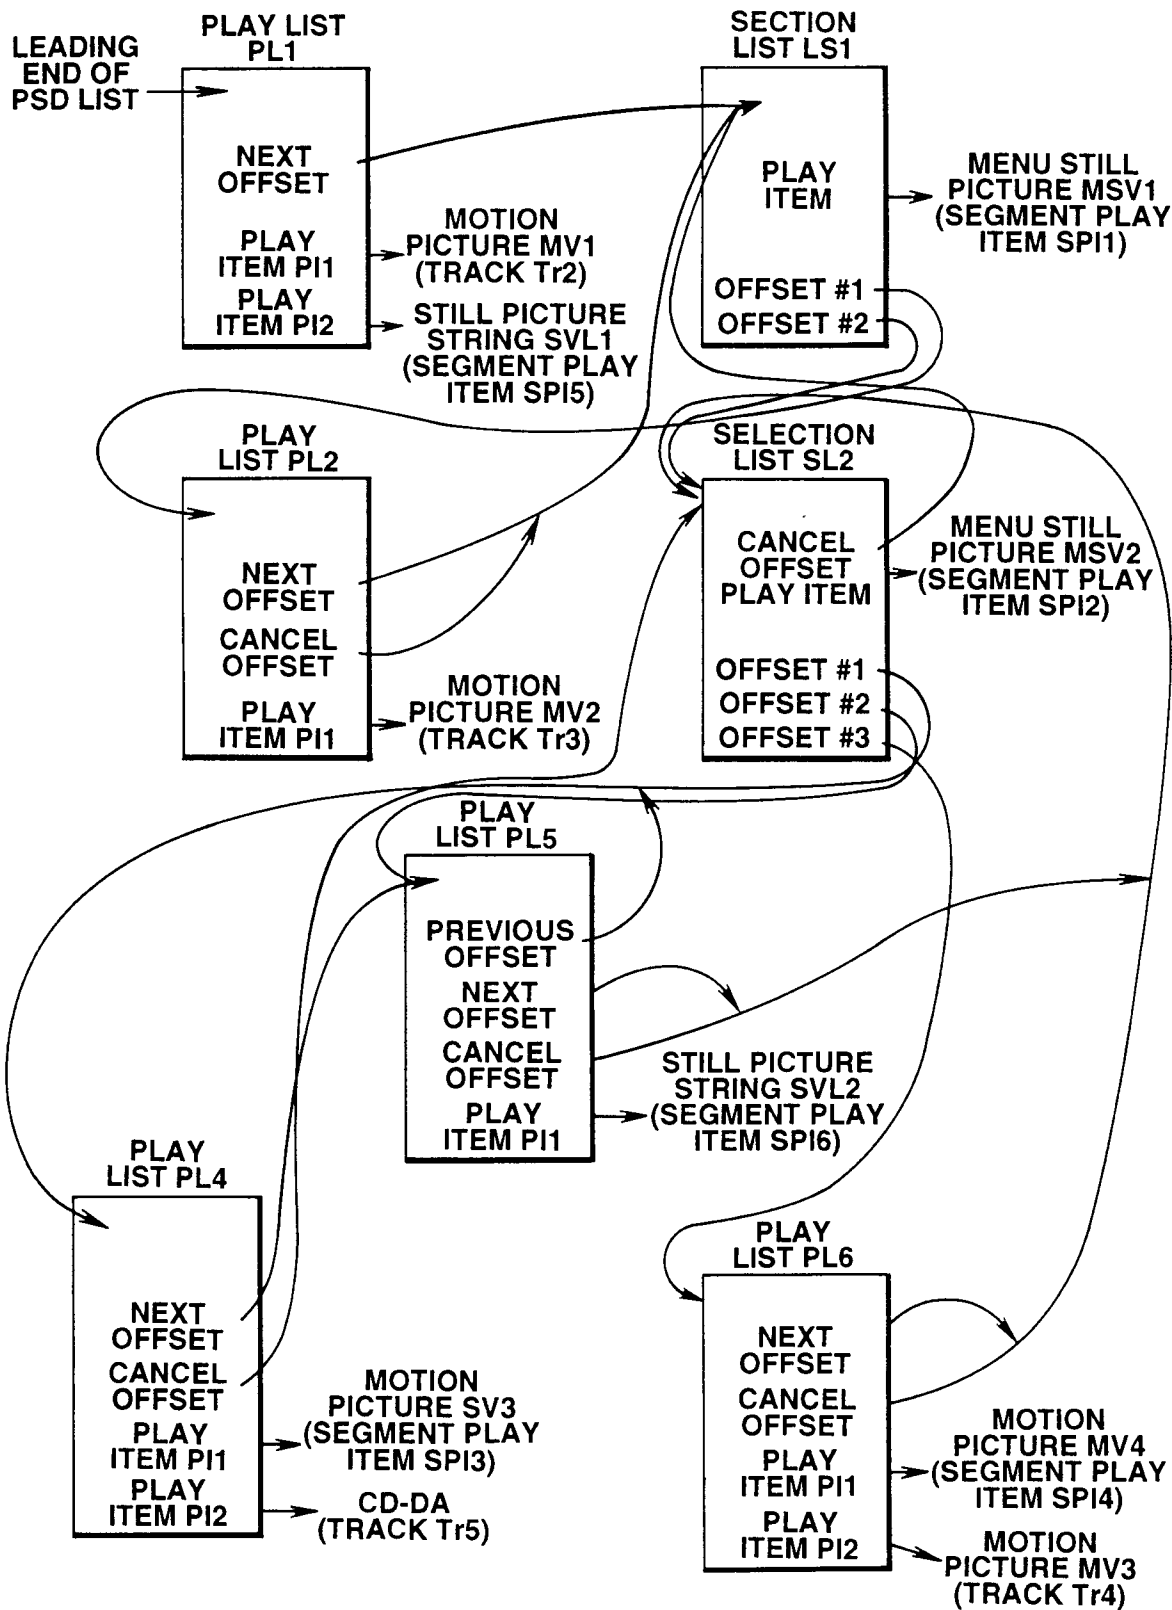 LEADING
END OF
PSD LIST
PLAY LIST
PL1
NEXT
OFFSET
PLAY
ITEM PI1
PLAY
ITEM PI2
MOTION
PICTURE MV1
(TRACK Tr2)
STILL PICTURE
STRING SVL1
(SEGMENT PLAY
ITEM SPI5)
SECTION
LIST LS1
PLAY
ITEM
OFFSET #1
OFFSET #2
MENU STILL
PICTURE MSV1
(SEGMENT PLAY
ITEM SPI1)
PLAY
LIST PL2
NEXT
OFFSET
CANCEL
OFFSET
PLAY
ITEM PI1
MOTION
PICTURE MV2
(TRACK Tr3)
SELECTION
LIST SL2
CANCEL
OFFSET
PLAY ITEM
OFFSET #1
OFFSET #2
OFFSET #3
MENU STILL
PICTURE MSV2
(SEGMENT PLAY
ITEM SPI2)
PLAY
LIST PL5
PREVIOUS
OFFSET
NEXT
OFFSET
CANCEL
OFFSET
PLAY
ITEM PI1
STILL PICTURE
STRING SVL2
(SEGMENT PLAY
ITEM SPI6)
PLAY
LIST PL4
NEXT
OFFSET
CANCEL
OFFSET
PLAY
ITEM PI1
PLAY
ITEM PI2
MOTION
PICTURE SV3
(SEGMENT PLAY
ITEM SPI3)
CD-DA
(TRACK Tr5)
PLAY
LIST PL6
NEXT
OFFSET
CANCEL
OFFSET
PLAY
ITEM PI1
PLAY
ITEM PI2
MOTION
PICTURE MV4
(SEGMENT PLAY
ITEM SPI4)
MOTION
PICTURE MV3
(TRACK Tr4)